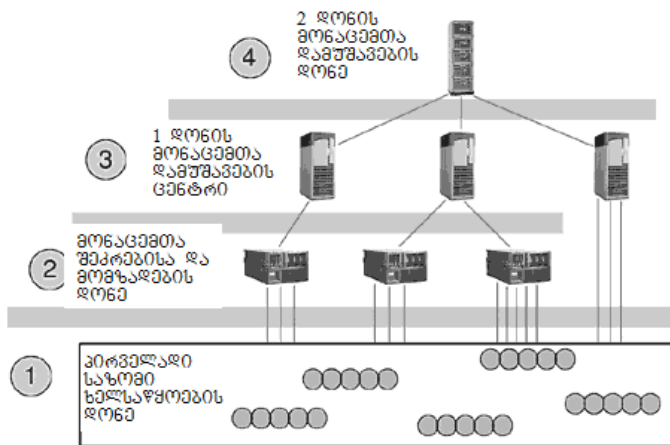 4
2 დონის
მონაცემთა
დამუშავების
დონე
3
1 დონის
მონაცემთა
დამუშავების
ცენტრი
2
მონაცემთა
შეკრებისა და
მომზადების
დონე
1
პირველადი
საზომი
ხელსაწყოების
დონე